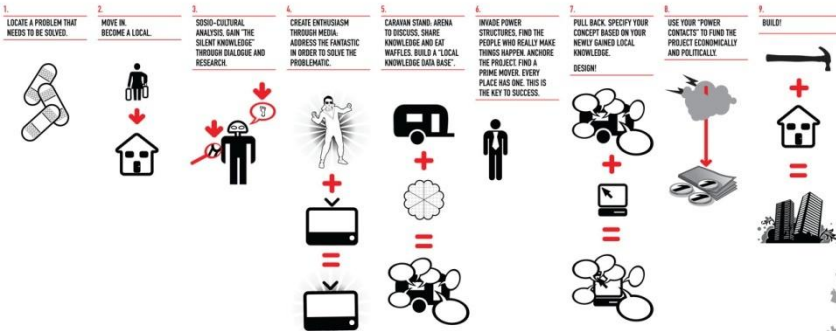 1.
LOCATE A PROBLEM THAT
NEEDS TO BE SOLVED.
2.
MOVE IN.
BECOME A LOCAL.
3.
SOSIO-CULTURAL
ANALYSIS, GAIN "THE
SILENT KNOWLEDGE"
THROUGH DIALOGUE AND
RESEARCH.
4.
CREATE ENTHUSIASM
THROUGH MEDIA:
ADDRESS THE FANTASTIC
IN ORDER TO SOLVE THE
PROBLEMATIC.
5.
CARAVAN STAND: ARENA
TO DISCUSS, SHARE
KNOWLEDGE AND EAT
WAFFLES. BUILD A "LOCAL
KNOWLEDGE DATA BASE".
6.
INVADE POWER
STRUCTURES. FIND THE
PEOPLE WHO REALLY MAKE
THINGS HAPPEN. ANCHORE
THE PROJECT. FIND A
PRIME MOVER. EVERY
PLACE HAS ONE. THIS IS
THE KEY TO SUCCESS.
7.
PULL BACK. SPECIFY YOUR
CONCEPT BASED ON YOUR
NEWLY GAINED LOCAL
KNOWLEDGE.
DESIGN!
8.
USE YOUR "POWER
CONTACTS" TO FUND THE
PROJECT ECONOMICALLY
AND POLITICALLY.
9.
BUILD!